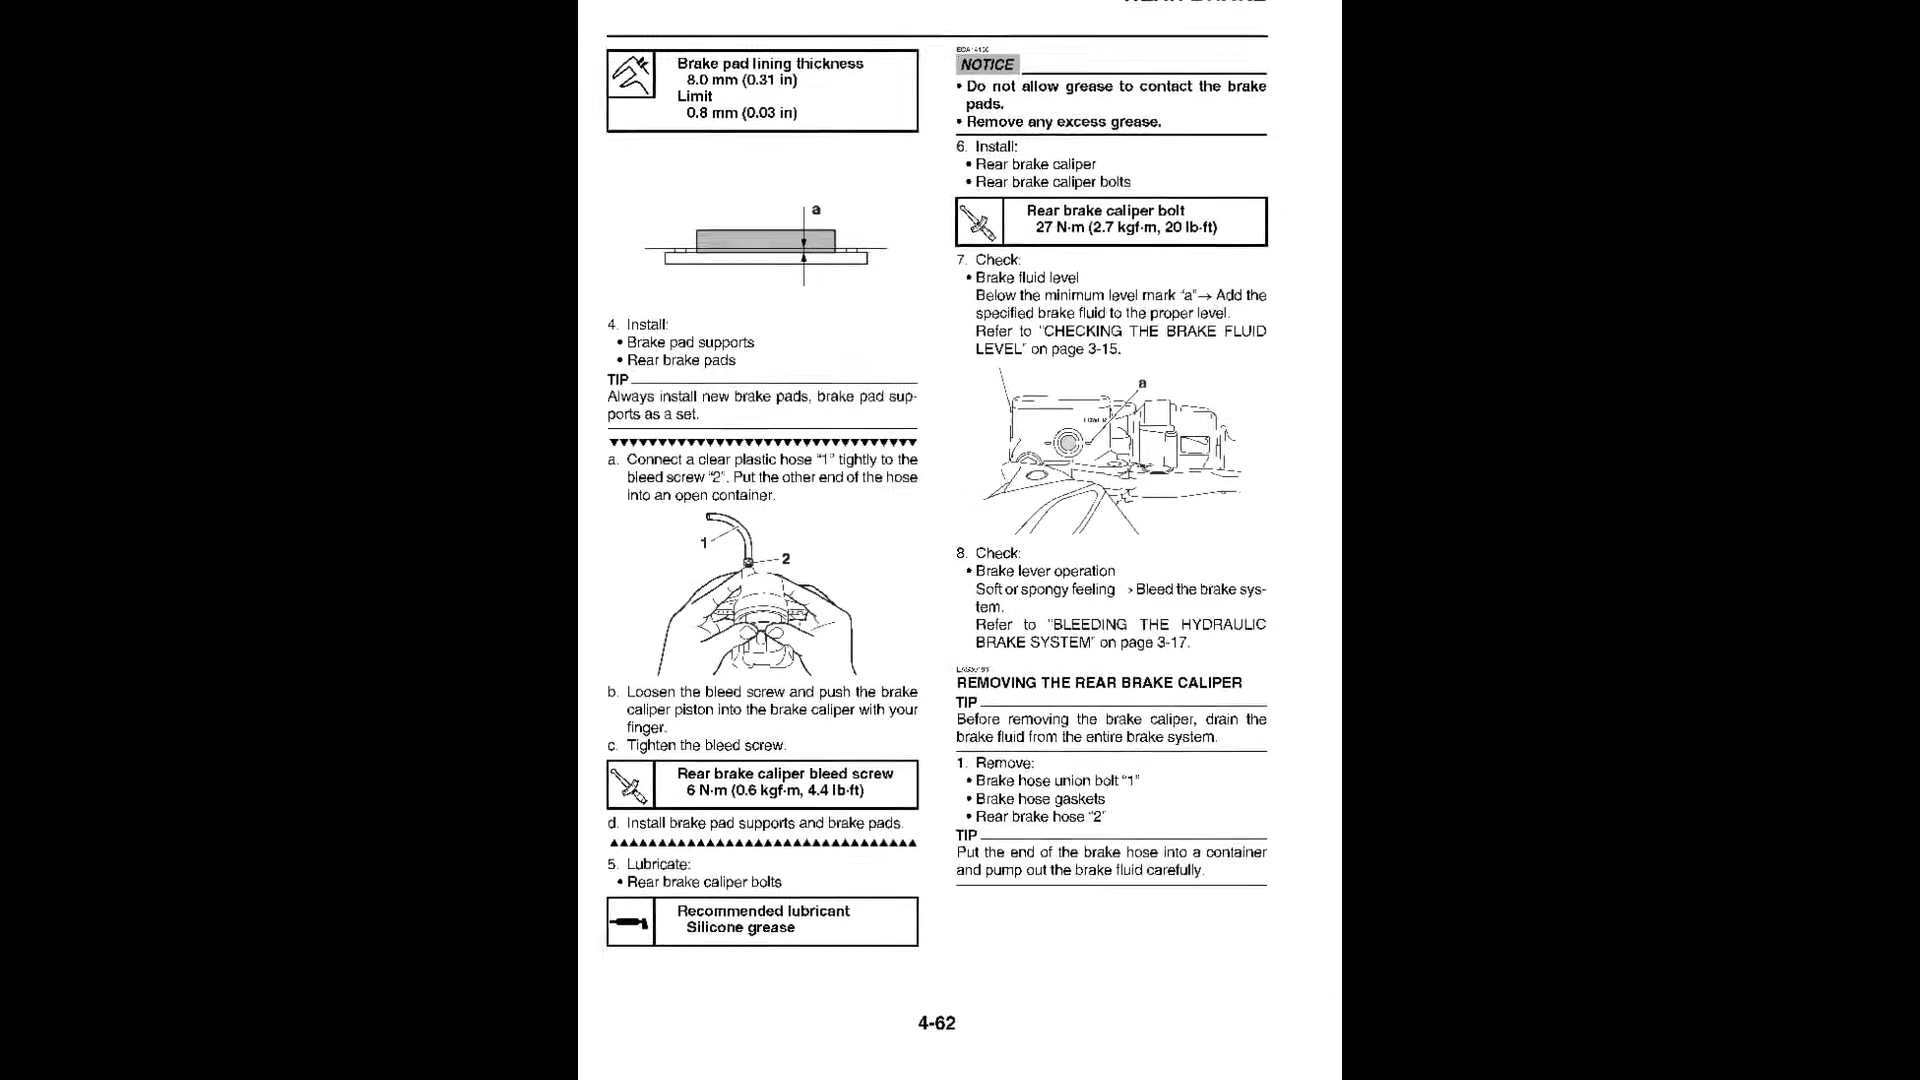 Brake pad lining thickness
8.0 mm (0.31 in)
Limit
0.8 mm (0.03 in)
a
4. Install:
• Brake pad supports
• Rear brake pads
TIP
Always install new brake pads, brake pad sup-
ports as a set.
a. Connect a clear plastic hose “1” tightly to the
bleed screw “2”. Put the other end of the hose
into an open container.
1
2
b. Loosen the bleed screw and push the brake
caliper piston into the brake caliper with your
finger.
c. Tighten the bleed screw.
Rear brake caliper bleed screw
6 N·m (0.6 kgf·m, 4.4 lb·ft)
d. Install brake pad supports and brake pads.
5. Lubricate:
• Rear brake caliper bolts
Recommended lubricant
Silicone grease
NOTICE
• Do not allow grease to contact the brake
pads.
• Remove any excess grease.
6. Install:
• Rear brake caliper
• Rear brake caliper bolts
Rear brake caliper bolt
27 N·m (2.7 kgf·m, 20 lb·ft)
7. Check:
• Brake fluid level
Below the minimum level mark “a”→ Add the
specified brake fluid to the proper level.
Refer to “CHECKING THE BRAKE FLUID
LEVEL” on page 3-15.
a
8. Check:
• Brake lever operation
Soft or spongy feeling → Bleed the brake sys-
tem.
Refer to “BLEEDING THE HYDRAULIC
BRAKE SYSTEM” on page 3-17.
REMOVING THE REAR BRAKE CALIPER
TIP
Before removing the brake caliper, drain the
brake fluid from the entire brake system.
1. Remove:
• Brake hose union bolt “1”
• Brake hose gaskets
• Rear brake hose “2”
TIP
Put the end of the brake hose into a container
and pump out the brake fluid carefully.
4-62